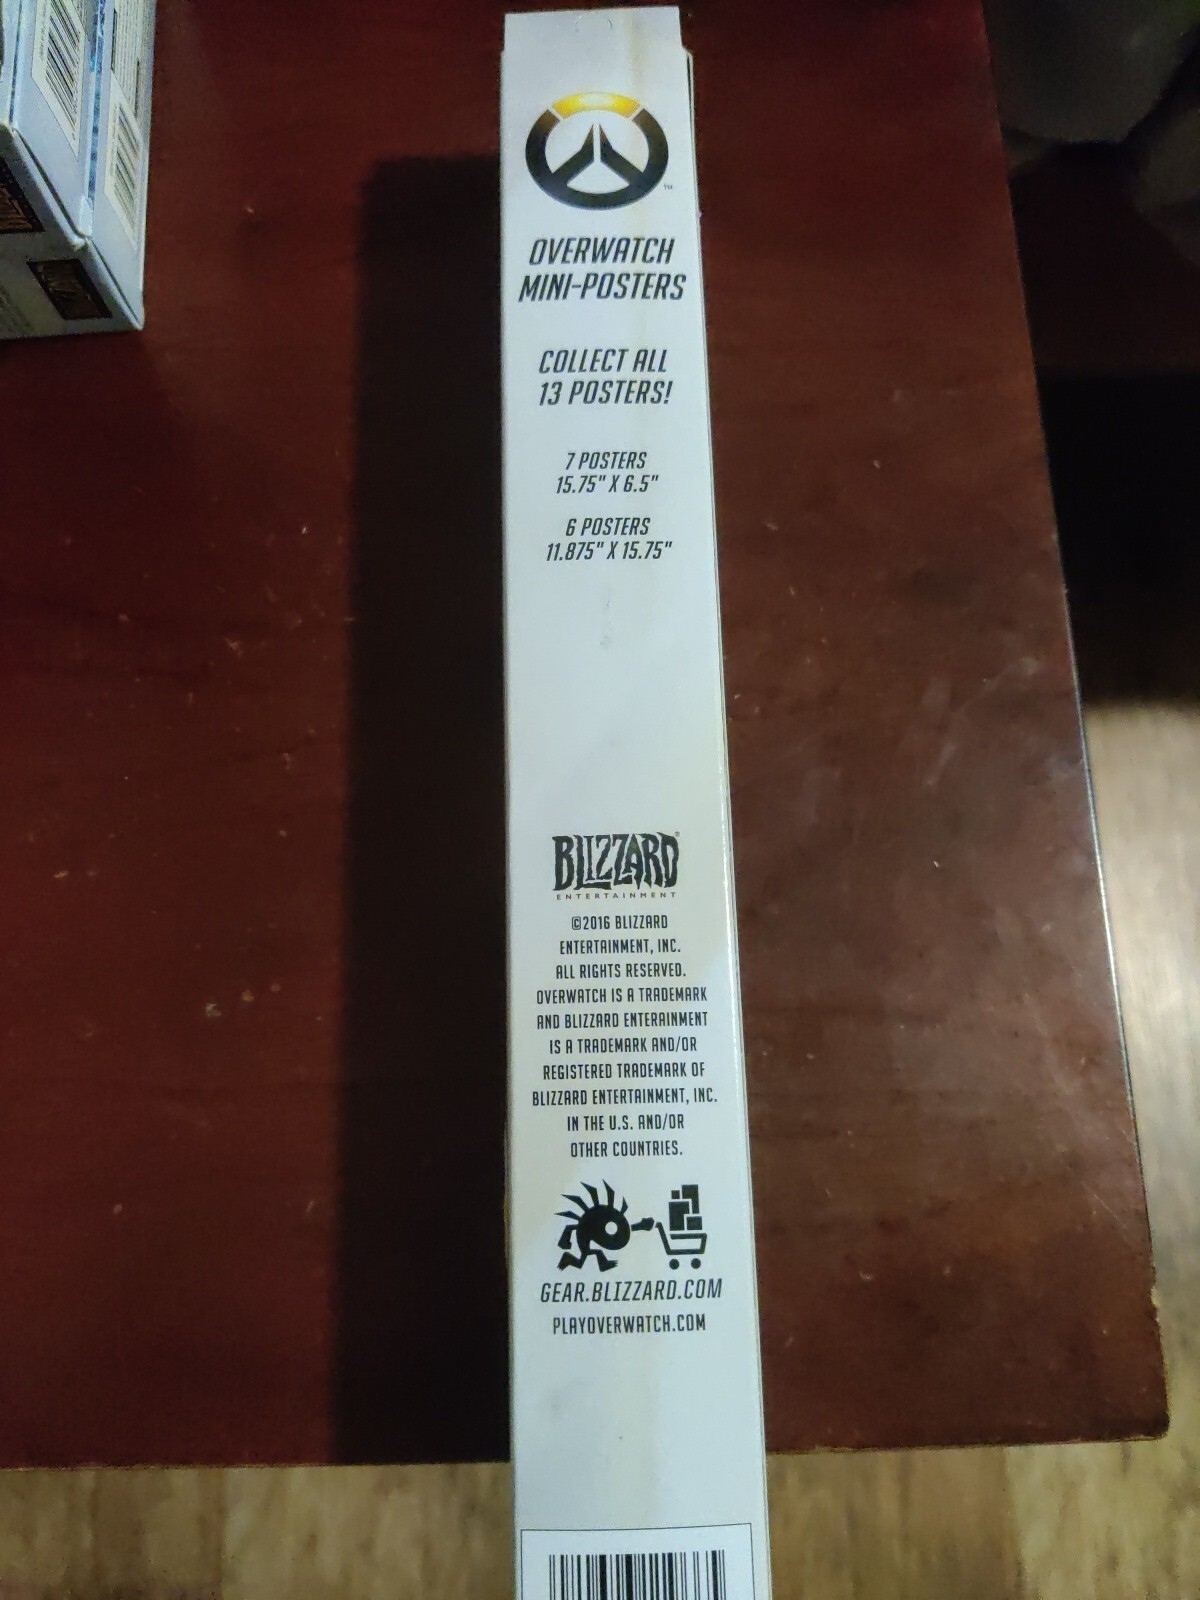 ™
OVERWATCH
MINI-POSTERS
COLLECT ALL
13 POSTERS!
7 POSTERS
15.75" X 6.5"
6 POSTERS
11.875" X 15.75"
BLIZZARD®
ENTERTAINMENT
©2016 BLIZZARD
ENTERTAINMENT, INC.
ALL RIGHTS RESERVED.
OVERWATCH IS A TRADEMARK
AND BLIZZARD ENTERAINMENT
IS A TRADEMARK AND/OR
REGISTERED TRADEMARK OF
BLIZZARD ENTERTAINMENT, INC.
IN THE U.S. AND/OR
OTHER COUNTRIES.
GEAR.BLIZZARD.COM
PLAYOVERWATCH.COM